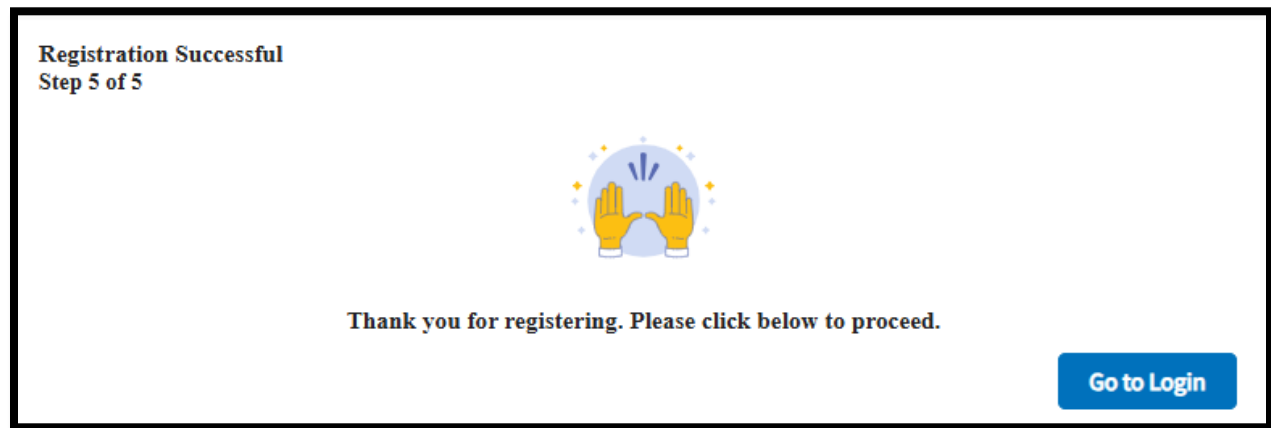 Registration Successful
Step 5 of 5
Thank you for registering. Please click below to proceed.
Go to Login